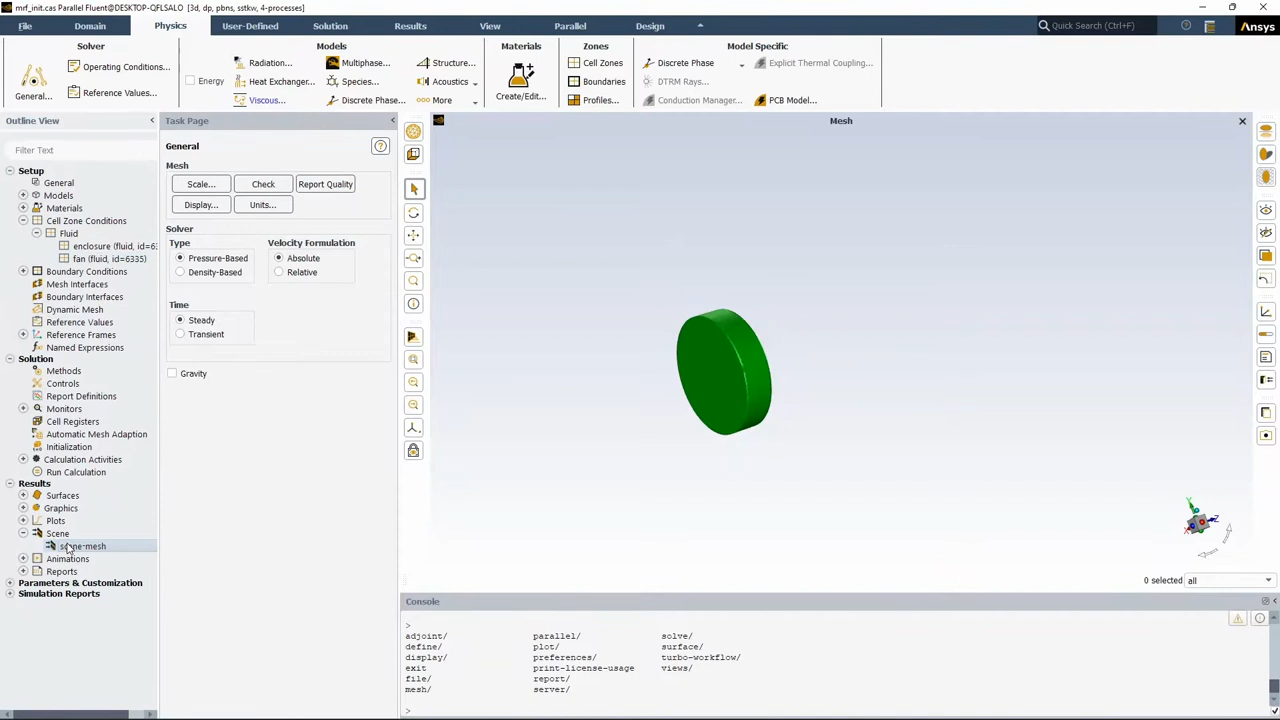 mrf_init.cas Parallel Fluent@DESKTOP-QFLSALO [3d, dp, pbns, sstkw, 4-processes]
File Domain Physics User-Defined Solution Results View Parallel Design Quick Search (Ctrl+F) Ansys
Solver Models Materials Zones Model Specific
General... Operating Conditions... Reference Values...
Energy
Radiation... Multiphase... Structure...
Heat Exchanger... Species... Acoustics
Viscous... Discrete Phase... More
Create/Edit...
Cell Zones
Boundaries
Profiles...
Discrete Phase Explicit Thermal Coupling...
DTRM Rays...
Conduction Manager... PCB Model...
Outline View
Filter Text
Setup
General
Models
Materials
Cell Zone Conditions
Fluid
enclosure (fluid, id=63
fan (fluid, id=6335)
Boundary Conditions
Mesh Interfaces
Boundary Interfaces
Dynamic Mesh
Reference Values
Reference Frames
Named Expressions
Solution
Methods
Controls
Report Definitions
Monitors
Cell Registers
Automatic Mesh Adaption
Initialization
Calculation Activities
Run Calculation
Results
Surfaces
Graphics
Plots
Scene
scene-mesh
Animations
Reports
Parameters & Customization
Simulation Reports
Task Page
General
Mesh
Scale... Check Report Quality
Display... Units...
Solver
Type Velocity Formulation
Pressure-Based Absolute
Density-Based Relative
Time
Steady
Transient
Gravity
Mesh
Y
Z
X
0 selected all
Console
>
adjoint/ parallel/ solve/
define/ plot/ surface/
display/ preferences/ turbo-workflow/
exit print-license-usage views/
file/ report/
mesh/ server/
>